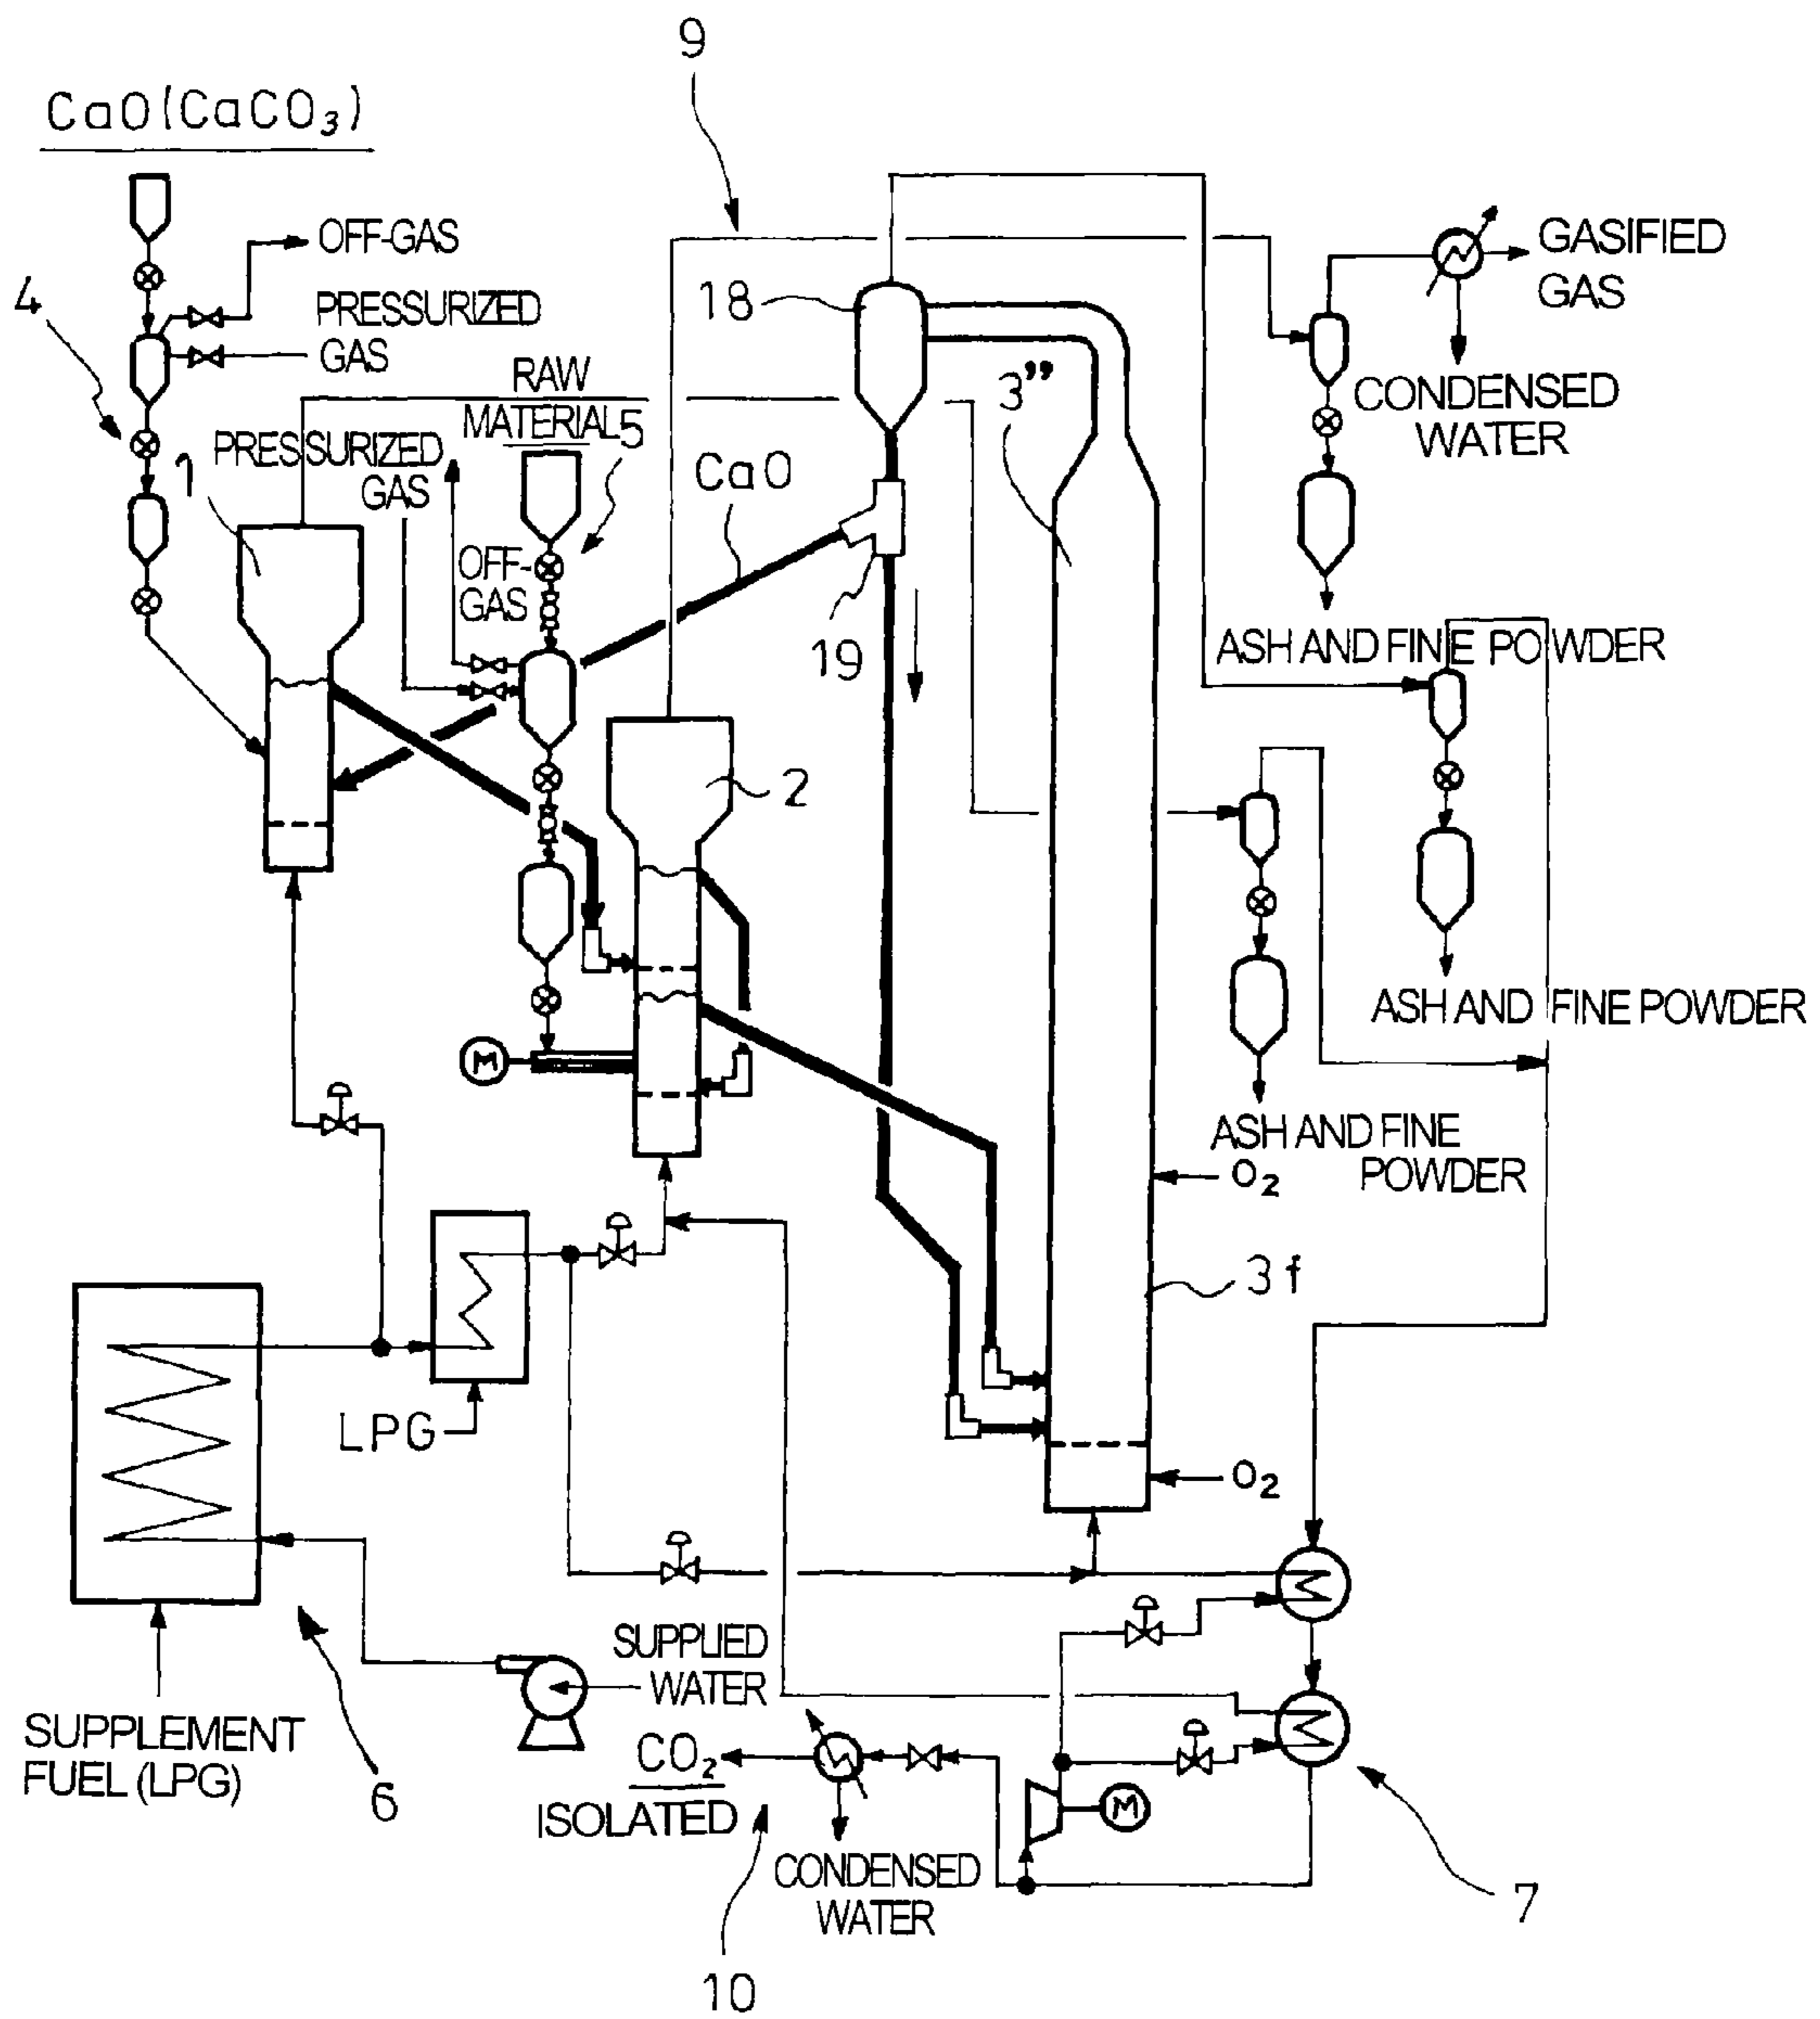 9
CaO(CaCO₃)
OFF-GAS
4
PRESSURIZED
GAS
18
GASIFIED
GAS
RAW
MATERIAL
5
3”
CONDENSED
WATER
PRESSURIZED
GAS
1
CaO
OFF-
GAS
19
ASH AND FINE POWDER
2
ASH AND FINE POWDER
M
ASH AND FINE
POWDER
O₂
3f
LPG
O₂
SUPPLIED
WATER
SUPPLEMENT
FUEL (LPG)
6
CO₂
ISOLATED
M
CONDENSED
WATER
7
10